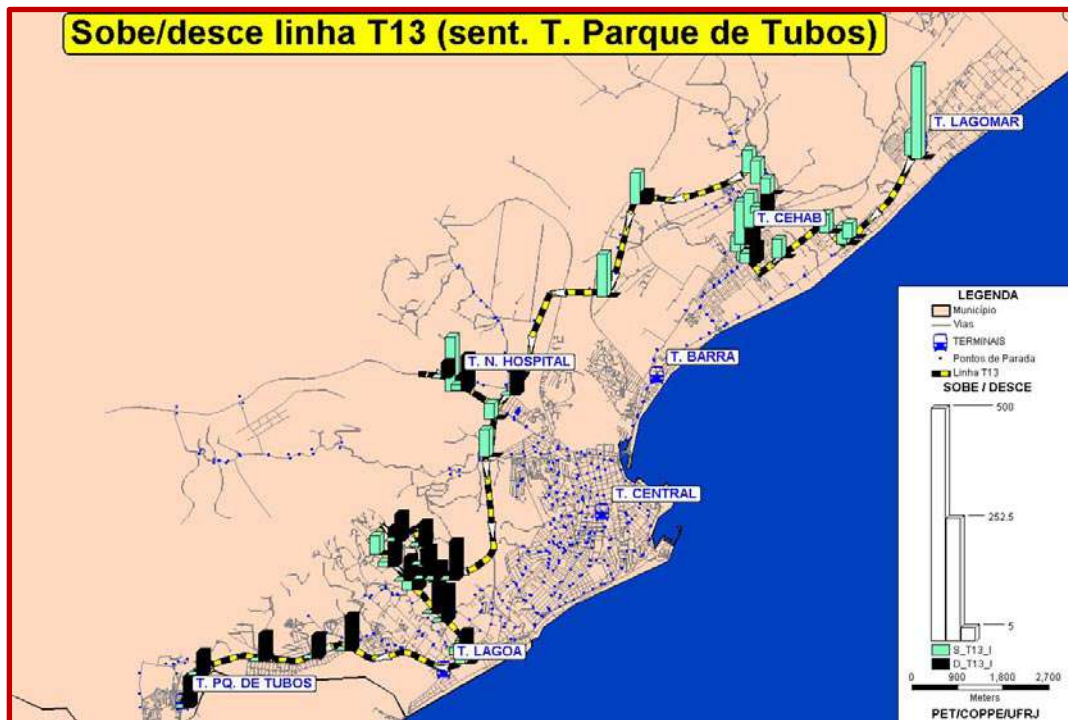 Sobe/desce linha T13 (sent. T. Parque de Tubos)
T. LAGOMAR
T. CEHAB
T. N. HOSPITAL
T. BARRA
T. CENTRAL
T. LAGOA
T. PQ. DE TUBOS
LEGENDA
Município
Vias
TERMINAIS
Pontos de Parada
Linha T13
SOBE / DESCE
500
252.5
5
S_T13_I
D_T13_I
0 900 1,800 2,700
Meters
PET/COPPE/UFRJ